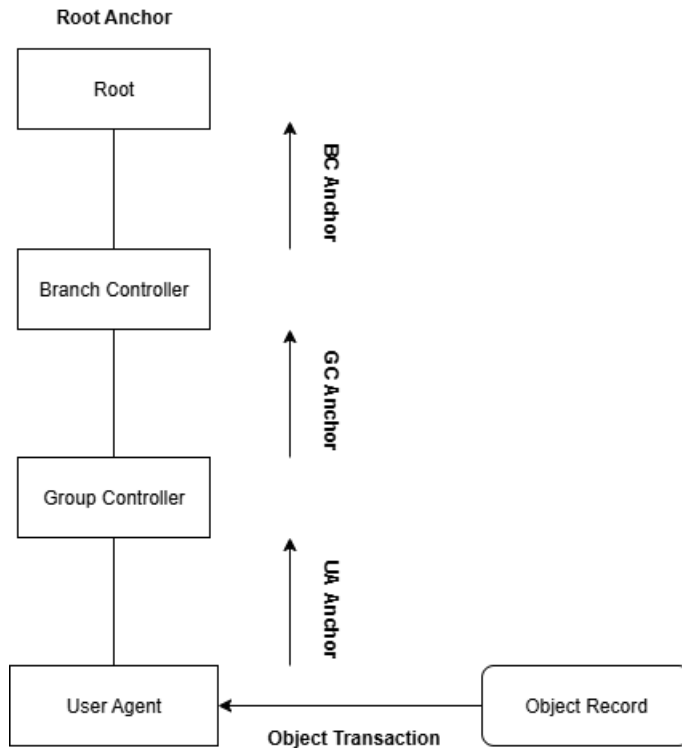 Root Anchor
Root
BC Anchor
Branch Controller
GC Anchor
Group Controller
UA Anchor
User Agent
Object Record
Object Transaction